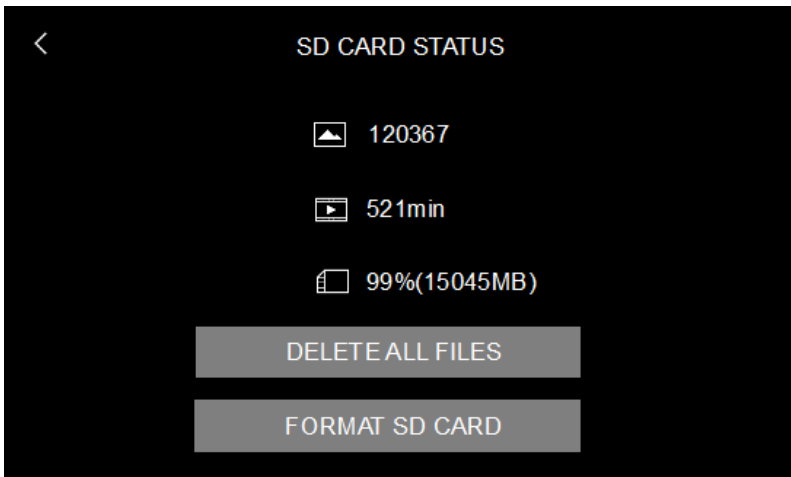 SD CARD STATUS
120367
521min
99%(15045MB)
DELETE ALL FILES
FORMAT SD CARD